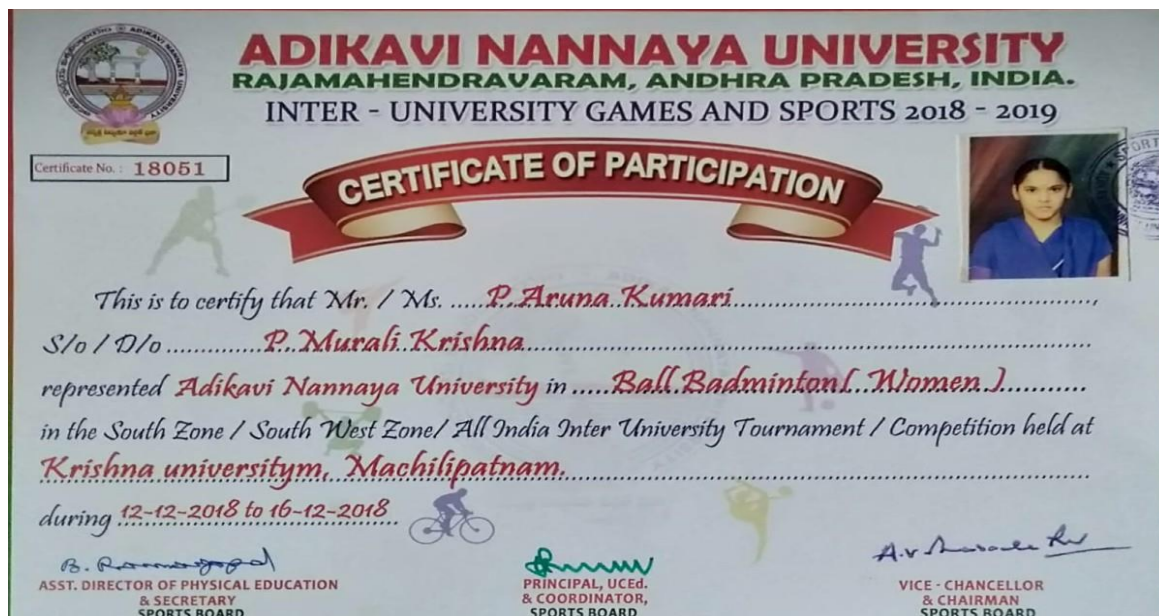 ADIKAVI NANNAYA UNIVERSITY
RAJAMAHENDRAVARAM, ANDHRA PRADESH, INDIA.
INTER - UNIVERSITY GAMES AND SPORTS 2018 - 2019
Certificate No. : 18051
CERTIFICATE OF PARTICIPATION
This is to certify that Mr. / Ms. .....P. Aruna Kumari
S/o / D/o .............P. Murali Krishna
represented Adikavi Nannaya University in .....Ball Badminton( Women )
in the South Zone / South West Zone/ All India Inter University Tournament / Competition held at
Krishna universitym, Machilipatnam.
during 12-12-2018 to 16-12-2018
ASST. DIRECTOR OF PHYSICAL EDUCATION
& SECRETARY
SPORTS BOARD
PRINCIPAL, UCEd.
& COORDINATOR,
SPORTS BOARD
VICE - CHANCELLOR
& CHAIRMAN
SPORTS BOARD